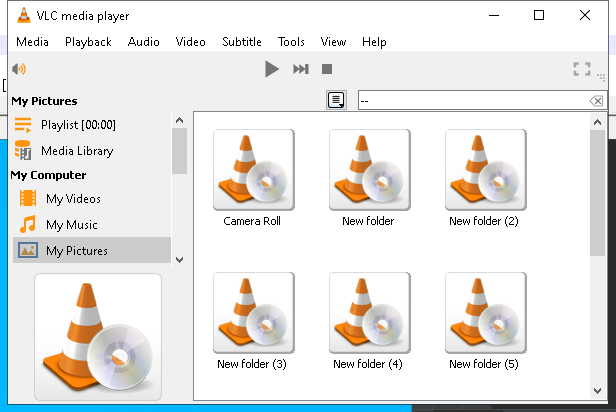 VLC media player
Media Playback Audio Video Subtitle Tools View Help
My Pictures
--
Playlist [00:00]
Media Library
My Computer
My Videos
My Music
My Pictures
Camera Roll New folder New folder (2)
New folder (3) New folder (4) New folder (5)